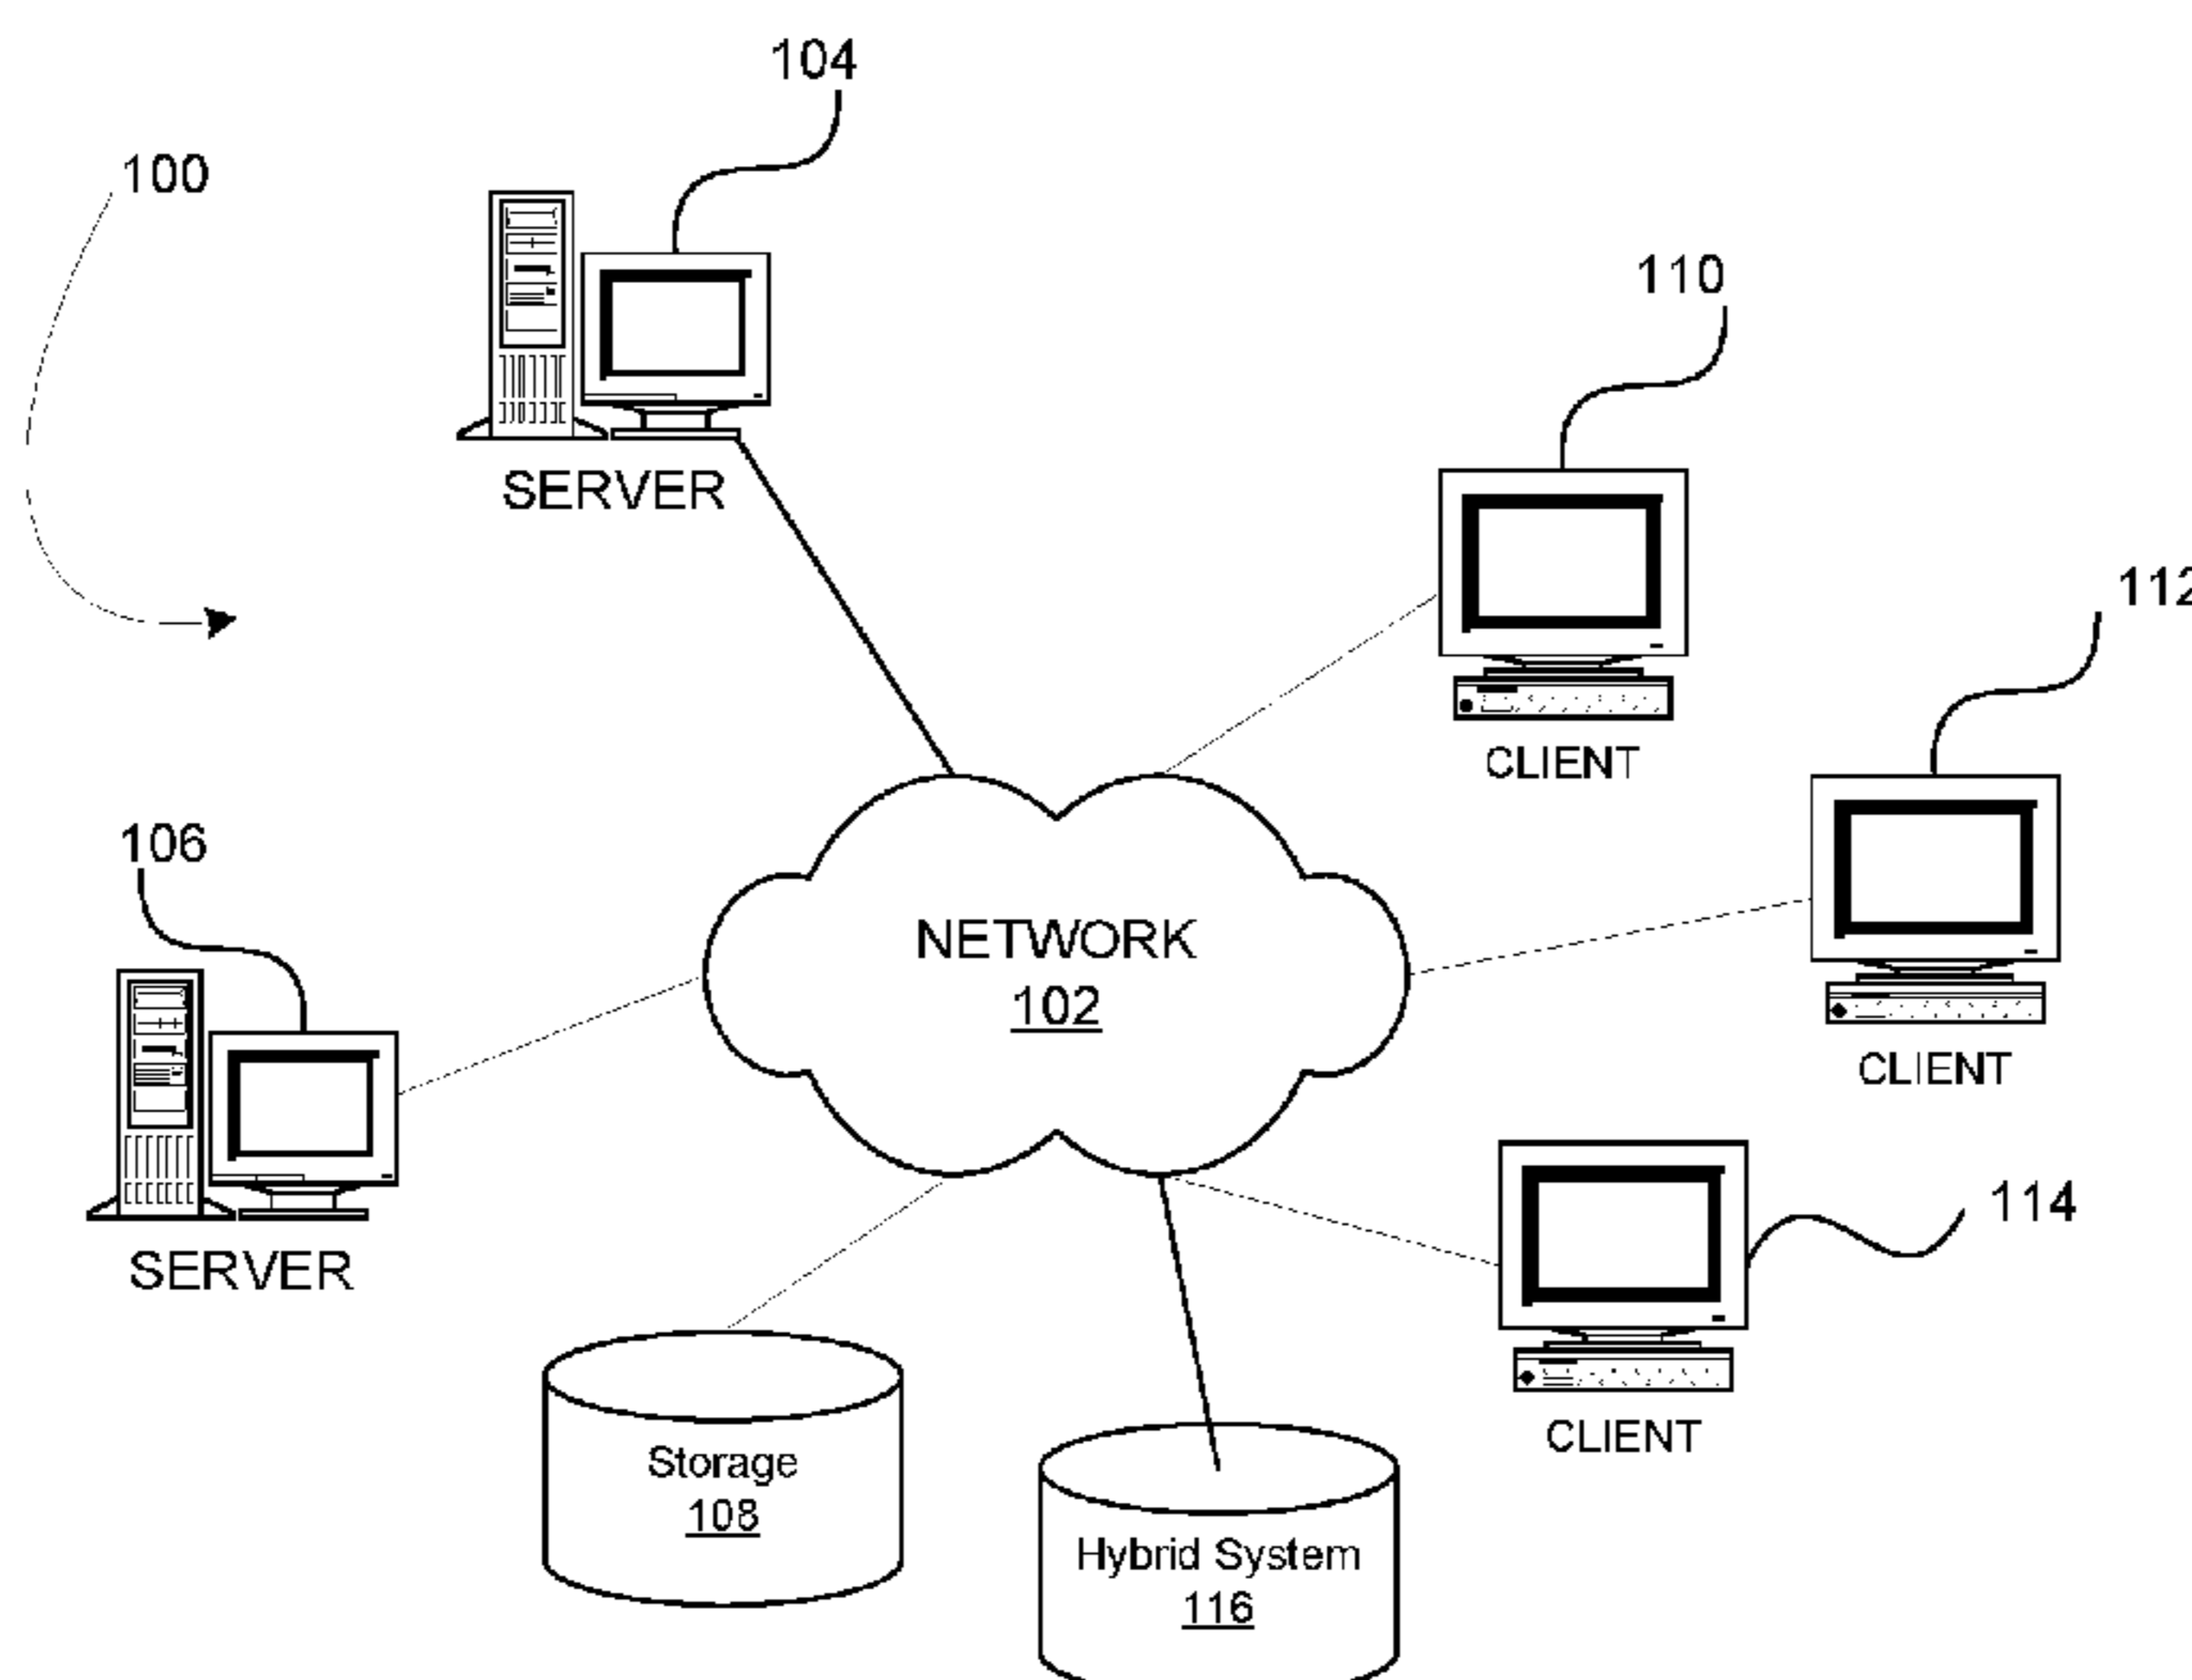 104
100
110
SERVER
112
CLIENT
106
NETWORK
102
CLIENT
114
SERVER
CLIENT
Storage
108
Hybrid System
116